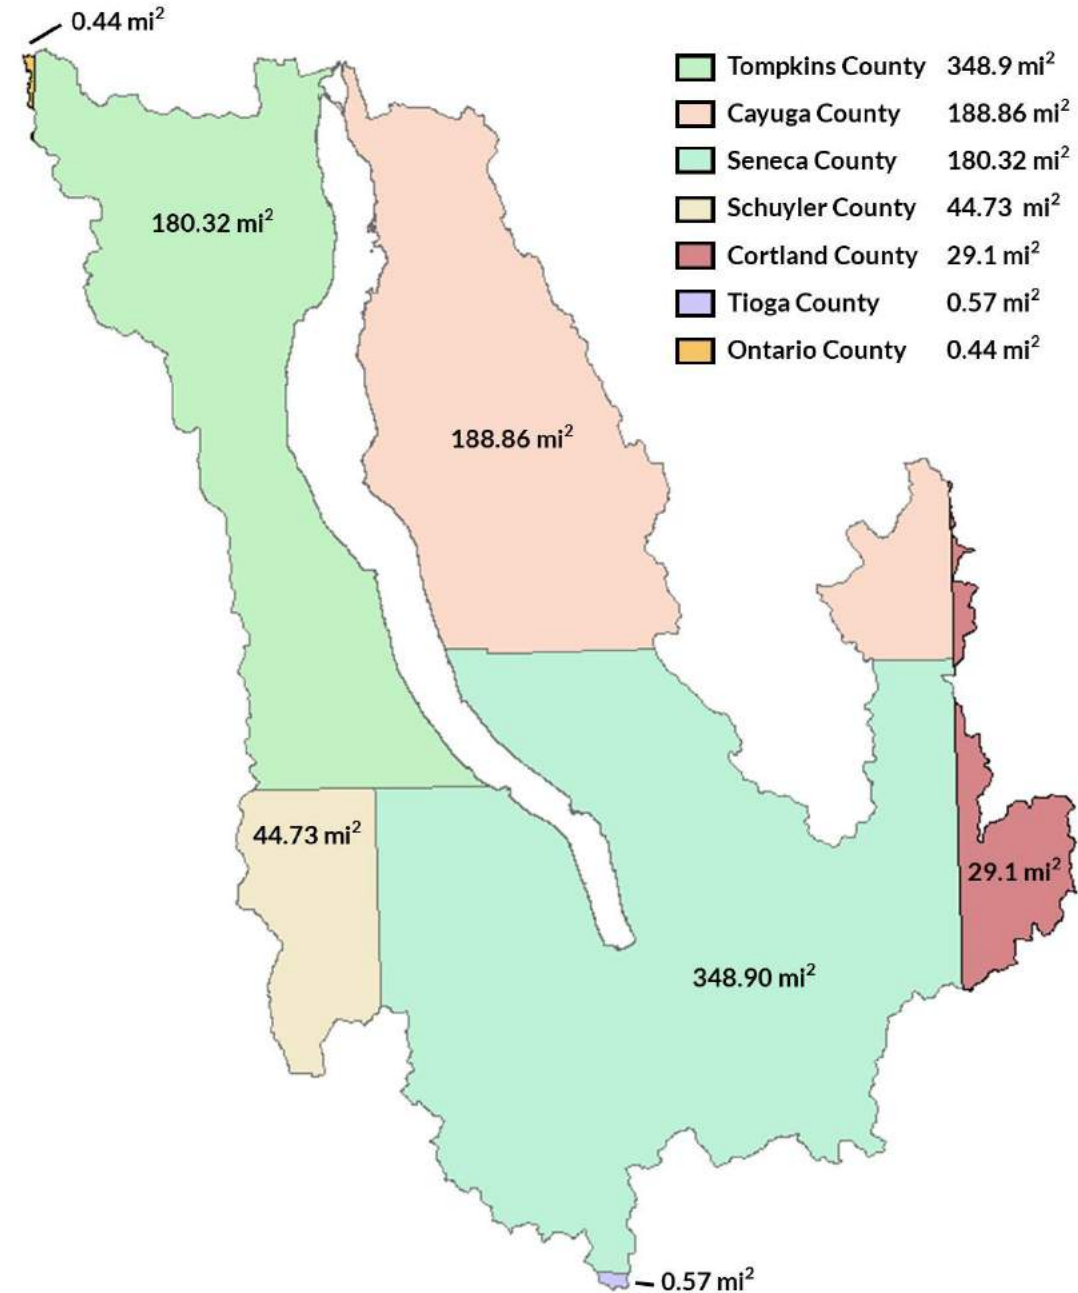 0.44 mi²
Tompkins County 348.9 mi²
Cayuga County 188.86 mi²
Seneca County 180.32 mi²
Schuyler County 44.73 mi²
Cortland County 29.1 mi²
Tioga County 0.57 mi²
Ontario County 0.44 mi²
180.32 mi²
188.86 mi²
44.73 mi²
29.1 mi²
348.90 mi²
0.57 mi²